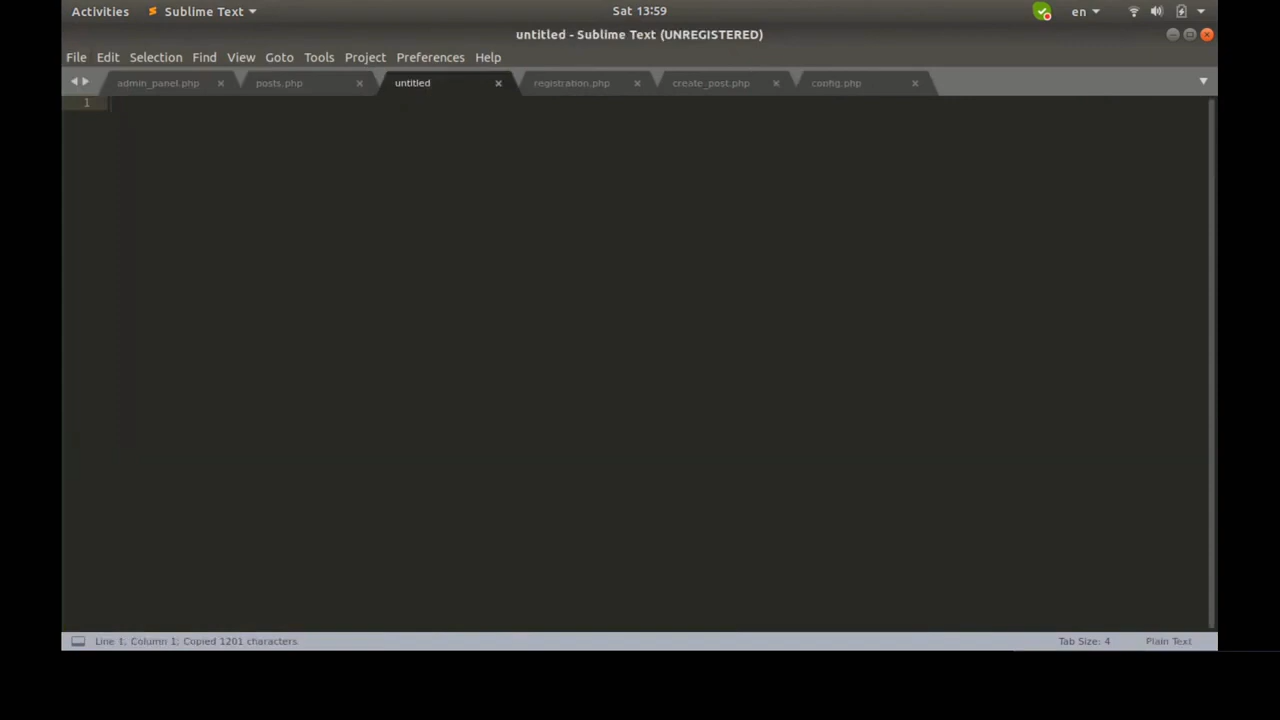 Activities Sublime Text Sat 13:59 en
untitled - Sublime Text (UNREGISTERED)
File Edit Selection Find View Goto Tools Project Preferences Help
admin_panel.php posts.php untitled registration.php create_post.php config.php
1
Line 1, Column 1; Copied 1201 characters Tab Size: 4 Plain Text